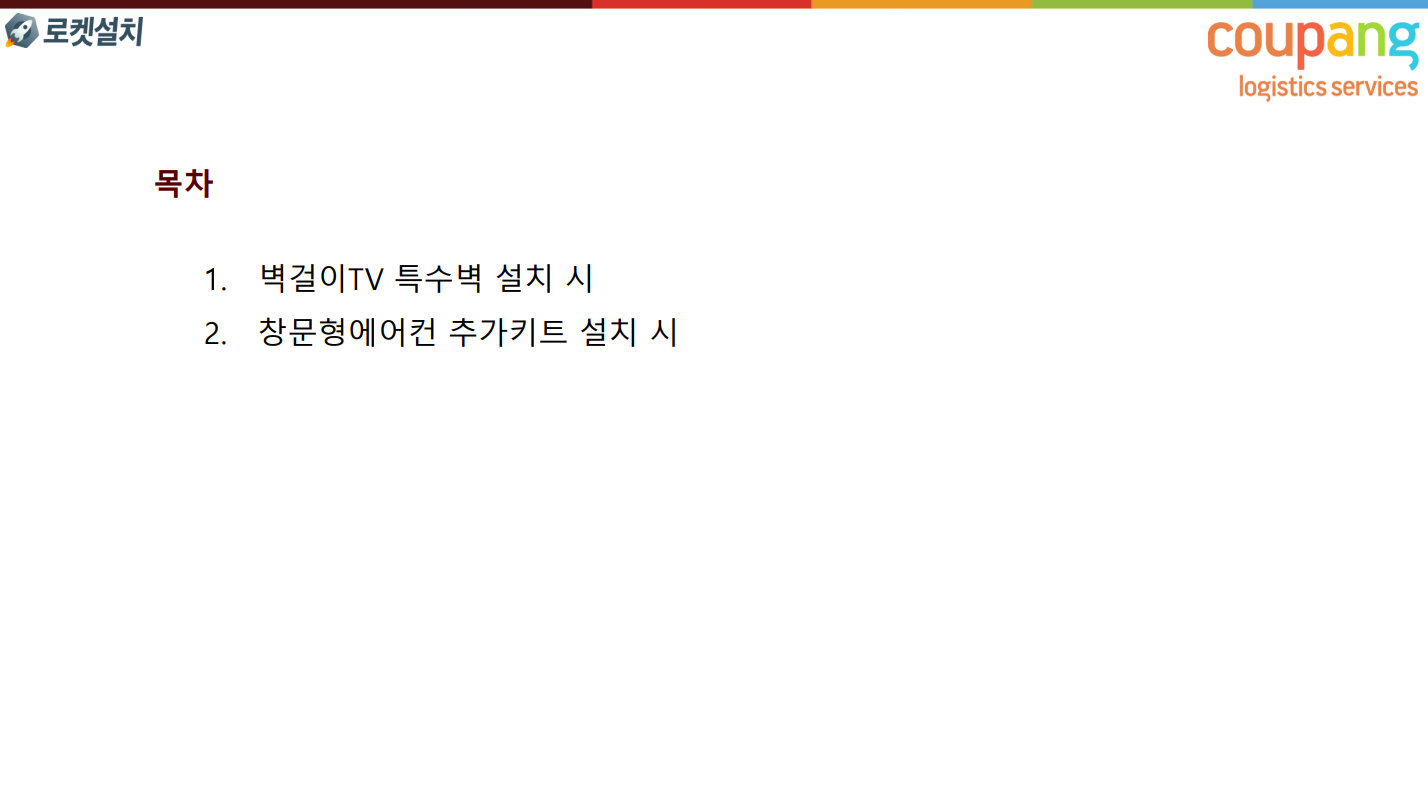 로켓설치
coupang
logistics services
목차
1. 벽걸이TV 특수벽 설치 시
2. 창문형에어컨 추가키트 설치 시